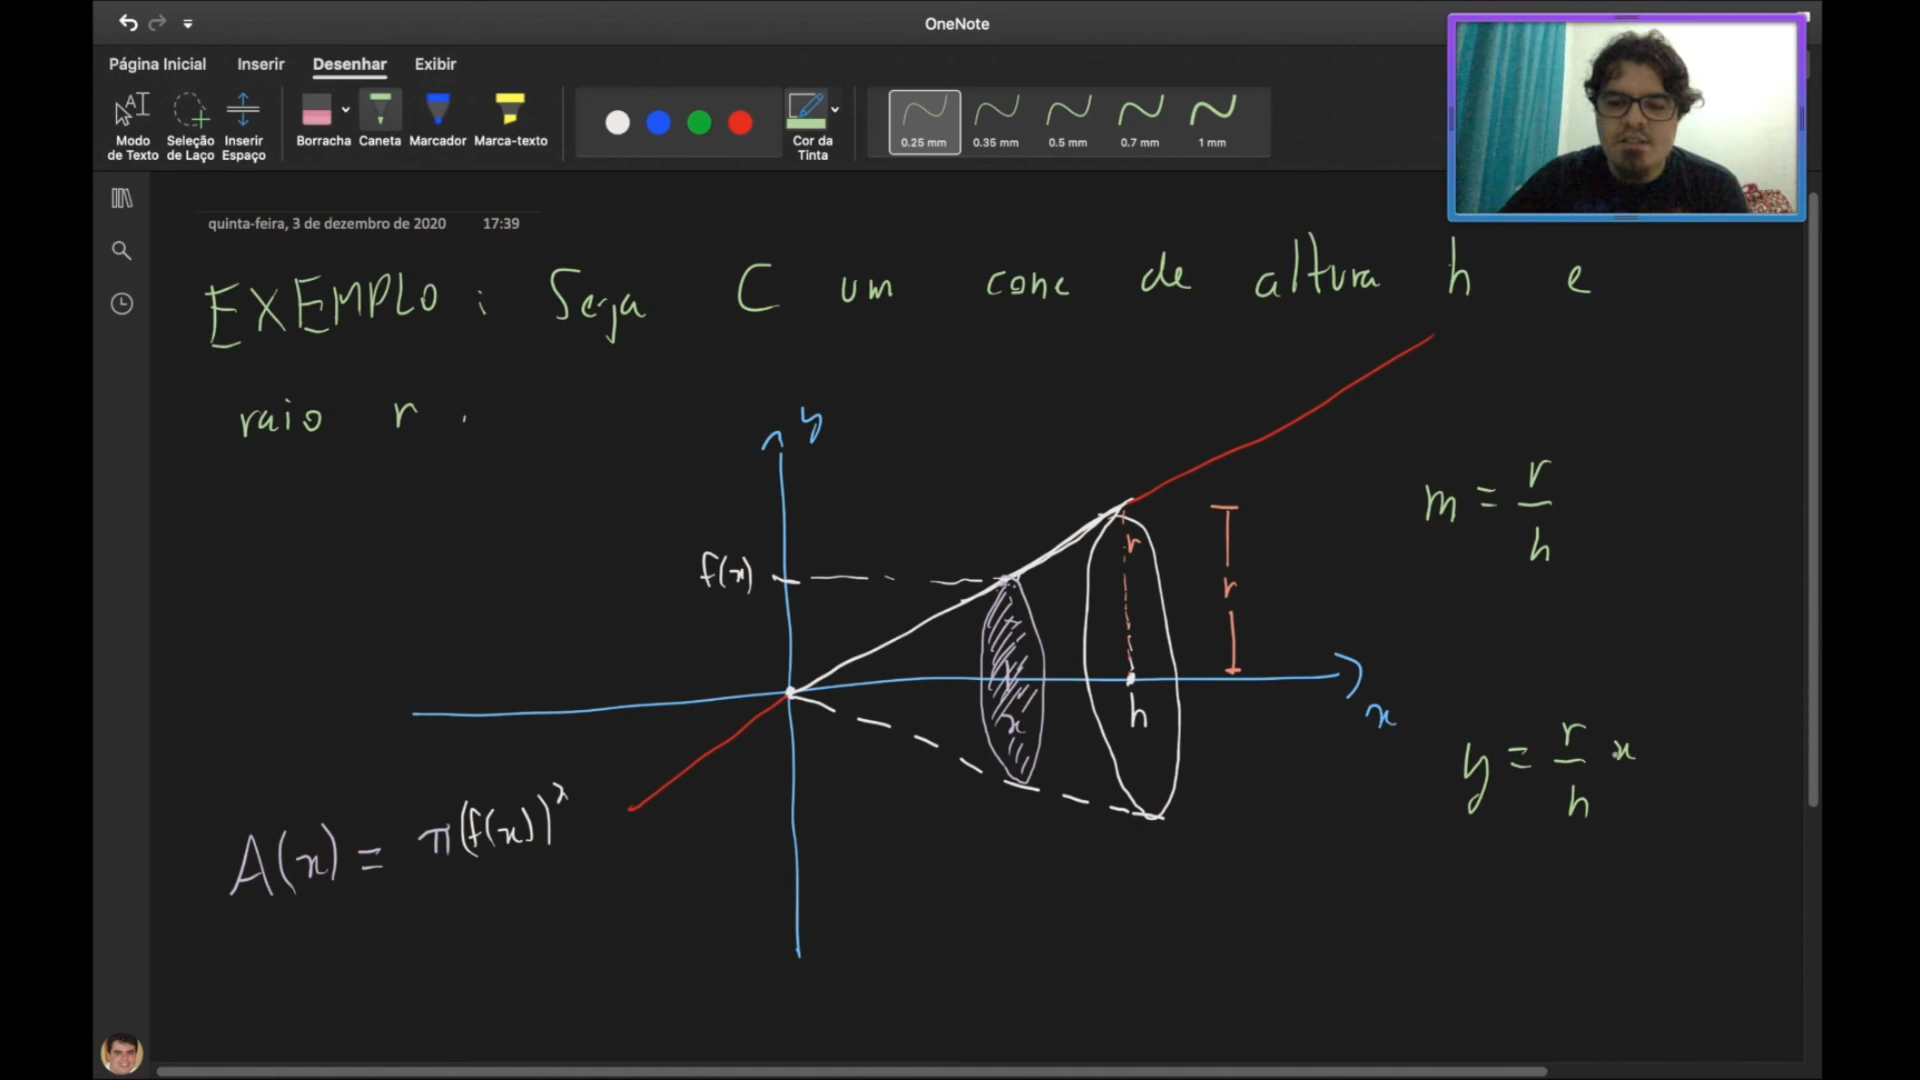 OneNote
Página Inicial Inserir Desenhar Exibir
Modo de Texto
Seleção de Laço
Inserir Espaço
Borracha
Caneta
Marcador
Marca-texto
Cor da Tinta
0.25 mm
0.35 mm
0.5 mm
0.7 mm
1 mm
quinta-feira, 3 de dezembro de 2020 17:39
EXEMPLO: Seja C um cone de altura h e
raio r.
y
m = r/h
f(x)
r
r
h
x
x
y = r/h x
A(x) = π(f(x))²